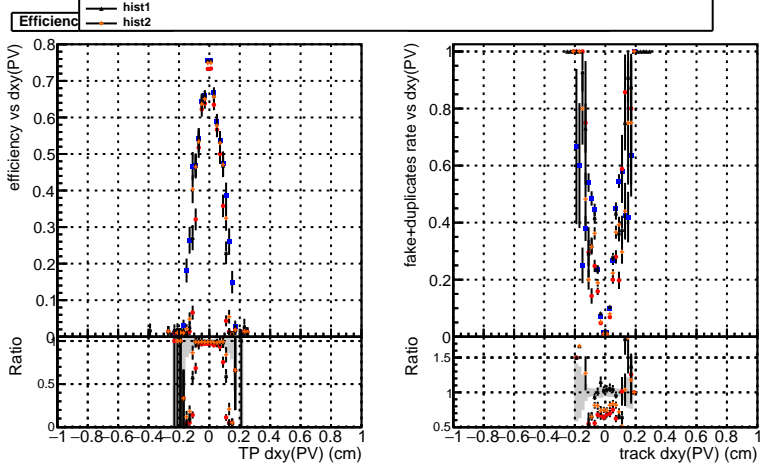 hist1
Efficienc
hist2
efficiency vs dxy(PV)
0.8
0.7
0.6
0.5
0.4
0.3
0.2
0.1
0
Ratio
1
0.5
0
−1 −0.8 −0.6 −0.4 −0.2 0 0.2 0.4 0.6 0.8 1
TP dxy(PV) (cm)
fake+duplicates rate vs dxy(PV)
1
0.8
0.6
0.4
0.2
0
Ratio
1.5
1
0.5
−1 −0.8 −0.6 −0.4 −0.2 0 0.2 0.4 0.6 0.8 1
track dxy(PV) (cm)